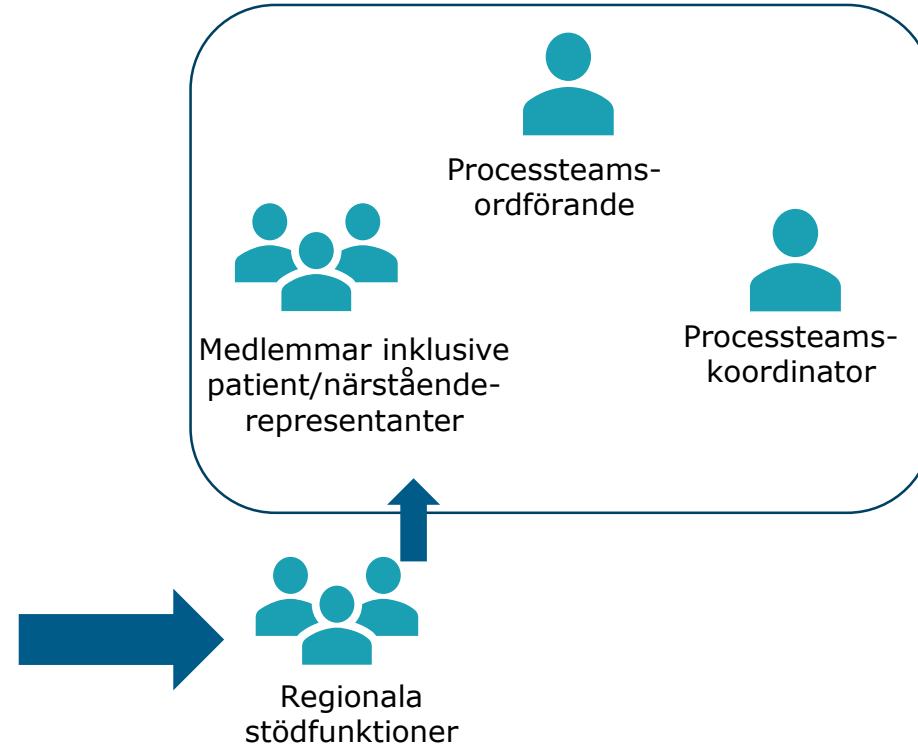 Processteams-
ordförande
Medlemmar inklusive
patient/närstående-
representanter
Processteams-
koordinator
Regionala
stödfunktioner